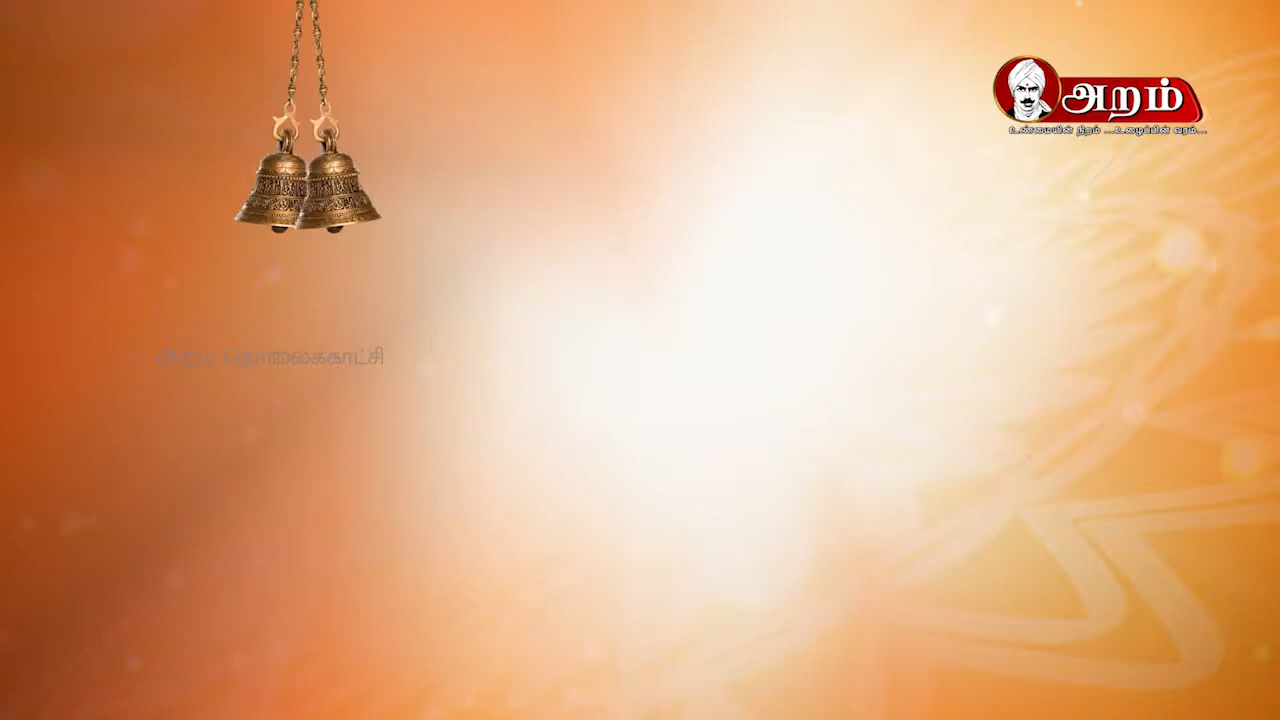 அறம்
உண்மையின் நிறம் ...உழைப்பின் வரம்...
அறம் தொலைக்காட்சி